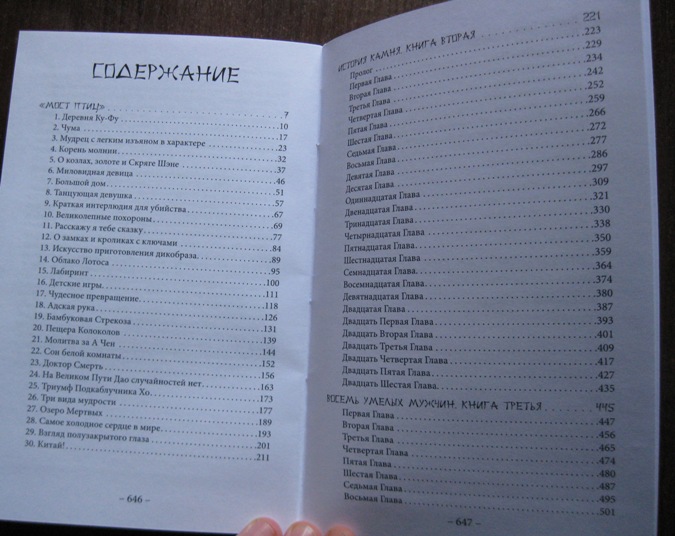 СОДЕРЖАНИЕ
«МОСТ ПТИЦ» 7
1. Деревня Ку-Фу 10
2. Чума 17
3. Мудрец с легким изъяном в характере 23
4. Корень молнии 32
5. О козлах, золоте и Скряге Шэне 37
6. Миловидная девица 46
7. Большой дом 51
8. Танцующая девушка 57
9. Краткая интерлюдия для убийства 67
10. Великолепные похороны 69
11. Расскажу я тебе сказку 77
12. О замках и кроликах с ключами 84
13. Искусство приготовления дикобраза. 89
14. Облако Лотоса 95
15. Лабиринт 100
16. Детские игры 111
17. Чудесное превращение 118
18. Адская рука 126
19. Бамбуковая Стрекоза 131
20. Пещера Колоколов 139
21. Молитва за А Чен 144
22. Сон белой комнаты 152
23. Доктор Смерть 156
24. На Великом Пути Дао случайностей нет 163
25. Триумф Подкаблучника Хо 173
26. Три вида мудрости 177
27. Озеро Мертвых 189
28. Самое холодное сердце в мире 193
29. Взгляд полузакрытого глаза 201
30. Китай! 211
– 646 –
ИСТОРИЯ КАМНЯ. КНИГА ВТОРАЯ 221
Пролог 223
Первая Глава 229
Вторая Глава 234
Третья Глава 242
Четвертая Глава 252
Пятая Глава 259
Шестая Глава 266
Седьмая Глава 272
Восьмая Глава 277
Девятая Глава 286
Десятая Глава 297
Одиннадцатая Глава 309
Двенадцатая Глава 321
Тринадцатая Глава 330
Четырнадцатая Глава 338
Пятнадцатая Глава 350
Шестнадцатая Глава 359
Семнадцатая Глава 364
Восемнадцатая Глава 374
Девятнадцатая Глава 380
Двадцатая Глава 387
Двадцать Первая Глава 393
Двадцать Вторая Глава 401
Двадцать Третья Глава 409
Двадцать Четвертая Глава 417
Двадцать Пятая Глава 427
Двадцать Шестая Глава 435
ВОСЕМЬ УМЕЛЫХ МУЖЧИН. КНИГА ТРЕТЬЯ 445
Первая Глава 447
Вторая Глава 456
Третья Глава 465
Четвертая Глава 474
Пятая Глава 480
Шестая Глава 487
Седьмая Глава 495
Восьмая Глава 501
– 647 –